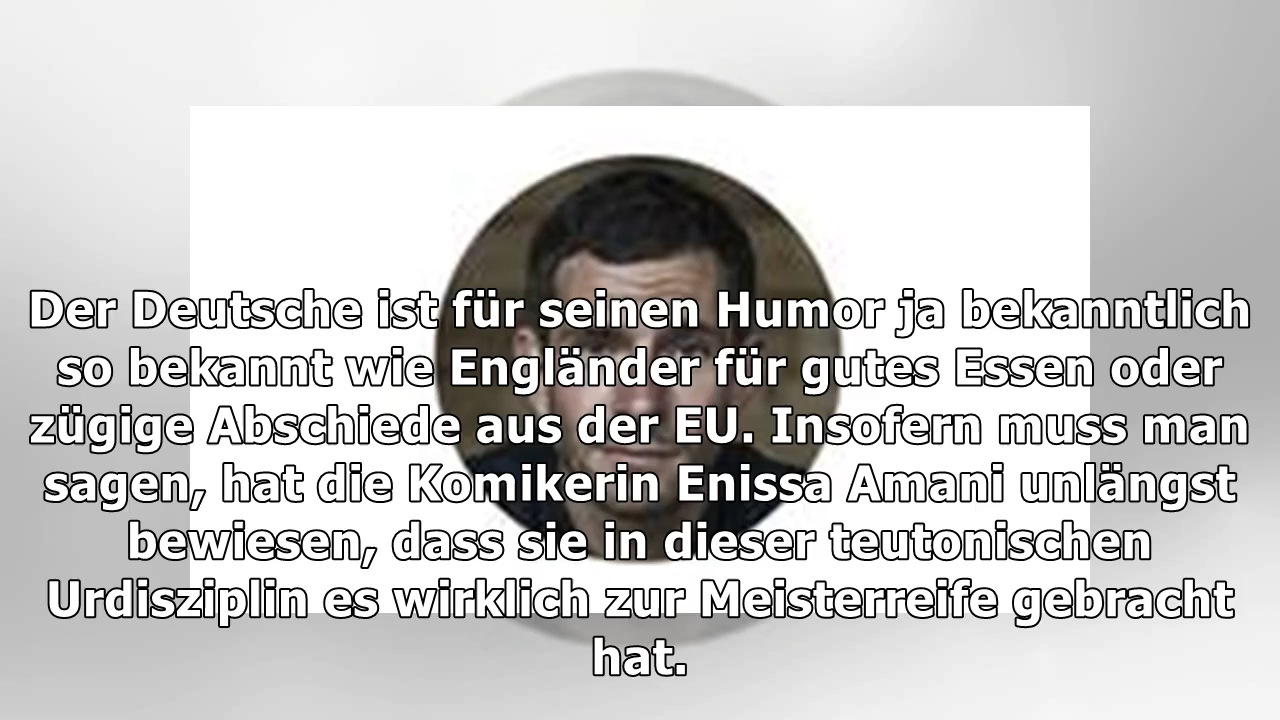 Der Deutsche ist für seinen Humor ja bekanntlich
so bekannt wie Engländer für gutes Essen oder
zügige Abschiede aus der EU. Insofern muss man
sagen, hat die Komikerin Enissa Amani unlängst
bewiesen, dass sie in dieser teutonischen
Urdisziplin es wirklich zur Meisterreife gebracht
hat.